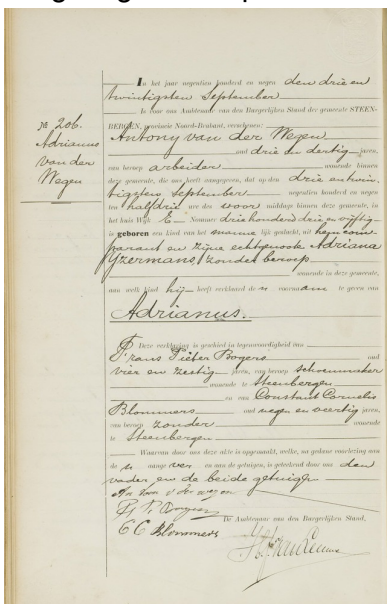 No 206.
Adrianus
van der
Wegen
In het jaar negentien honderd en negen den drie en
twintigsten September
is voor ons Ambtenaar van den Burgerlijken Stand der gemeente STEEN-
BERGEN, provincie Noord-Brabant, verschenen:
Antony van der Wegen
oud drie en dertig jaren,
van beroep arbeider wonende binnen
deze gemeente, die ons heeft aangegeven, dat op den drie en twin-
tigsten September negentien honderd en negen
ten half drie ure des voor middags binnen deze gemeente, in
het huis Wijk E Nummer driehonderd drie en vijftig
is geboren een kind van het manne lijk geslacht, uit hem com-
parant en zijne echtgenoote Adriana
Yzermans, zonder beroep
wonende in deze gemeente,
aan welk kind hij heeft verklaard de n voornaam te geven van
Adrianus.
Deze verklaring is geschied in tegenwoordigheid van
Frans Pieter Bogers oud
vier en zestig jaren, van beroep schoenmaker
wonende te Steenbergen
en van Constant Cornelis
Blommers oud negen en veertig jaren,
van beroep zonder wonende
te Steenbergen
Waarvan door ons deze akte is opgemaakt, welke, na gedane voorlezing aan
de n aange ver en aan de getuigen, is geteekend door ons den
vader en de beide getuigen
v der wegen
Bogers
C C Blommers
De Ambtenaar van den Burgerlijken Stand,